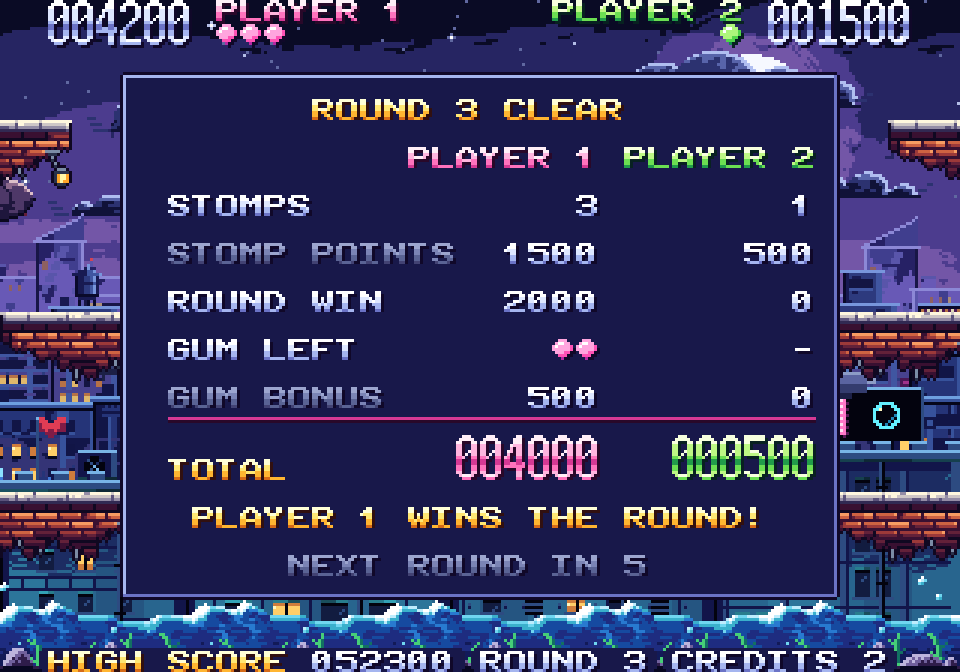 004200 PLAYER 1 PLAYER 2 001500
ROUND 3 CLEAR
PLAYER 1 PLAYER 2
STOMPS 3 1
STOMP POINTS 1500 500
ROUND WIN 2000 0
GUM LEFT -
GUM BONUS 500 0
TOTAL 004000 000500
PLAYER 1 WINS THE ROUND!
NEXT ROUND IN 5
HIGH SCORE 052300 ROUND 3 CREDITS 2